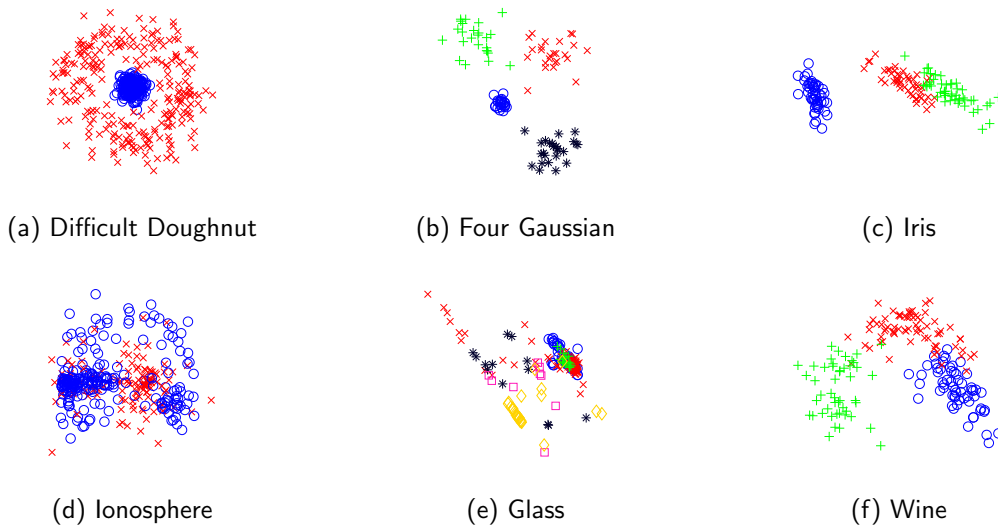 (a) Difficult Doughnut
(b) Four Gaussian
(c) Iris
(d) Ionosphere
(e) Glass
(f) Wine